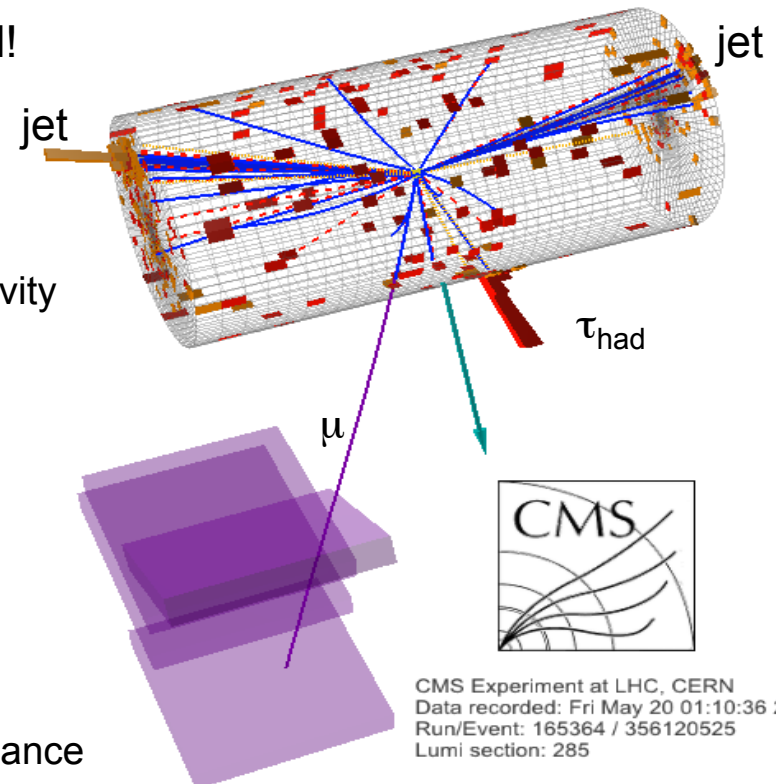 l!
jet
jet
vity
τhad
μ
CMS
CMS Experiment at LHC, CERN
Data recorded: Fri May 20 01:10:36 2
Run/Event: 165364 / 356120525
Lumi section: 285
ance